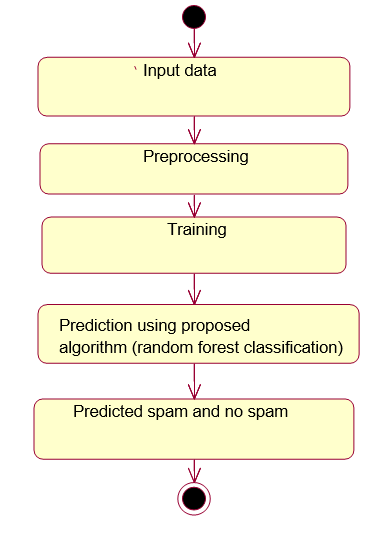 ` Input data
Preprocessing
Training
Prediction using proposed
algorithm (random forest classification)
Predicted spam and no spam